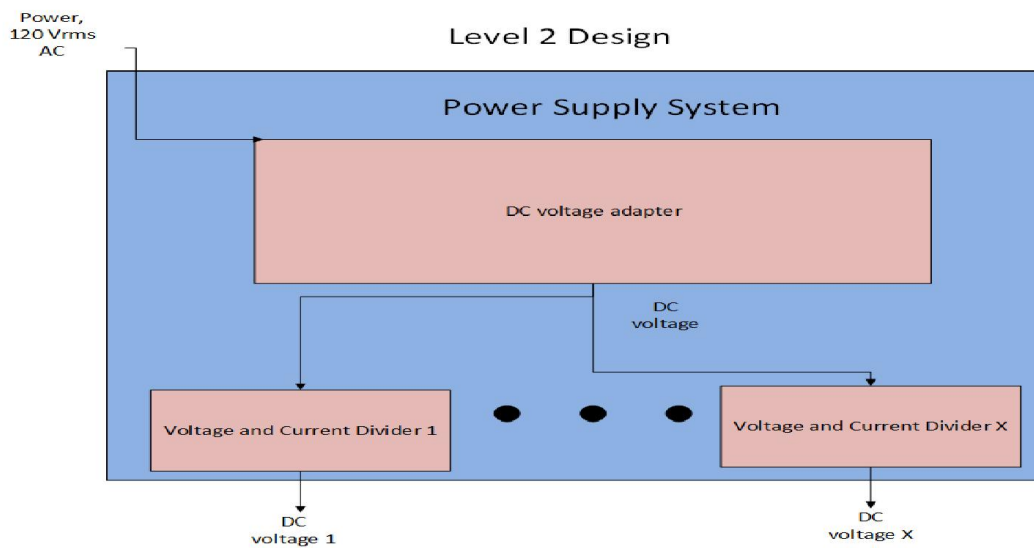 Power,
120 Vrms
AC
Level 2 Design
Power Supply System
DC voltage adapter
DC
voltage
Voltage and Current Divider 1
Voltage and Current Divider X
DC
voltage 1
DC
voltage X